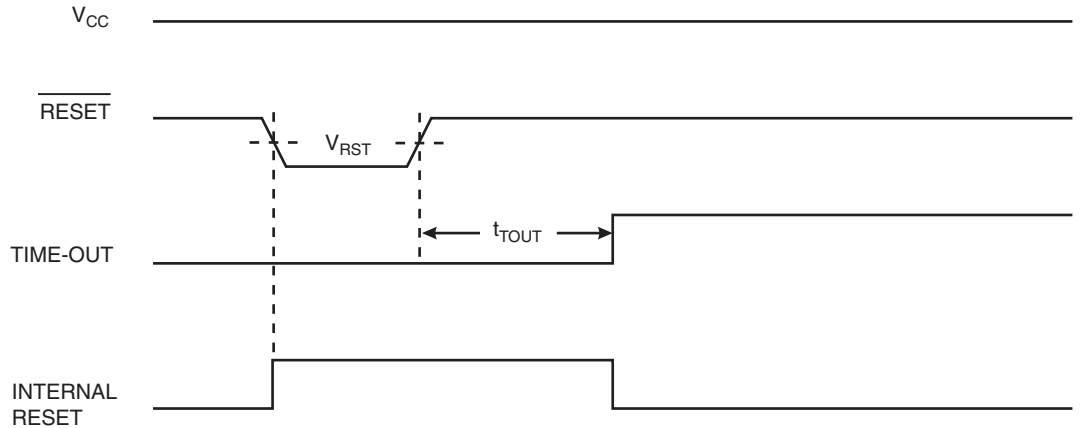 VCC
RESET
VRST
tTOUT
TIME-OUT
INTERNAL
RESET